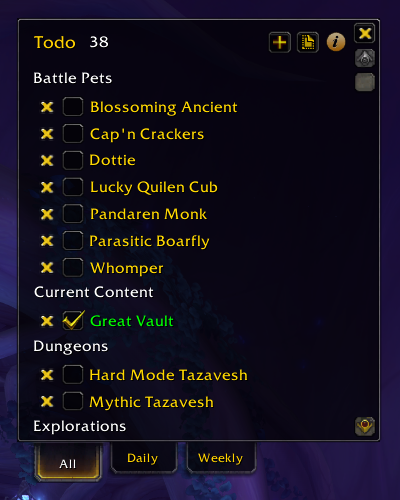 Todo 38
Battle Pets
Blossoming Ancient
Cap'n Crackers
Dottie
Lucky Quilen Cub
Pandaren Monk
Parasitic Boarfly
Whomper
Current Content
Great Vault
Dungeons
Hard Mode Tazavesh
Mythic Tazavesh
Explorations
All Daily Weekly